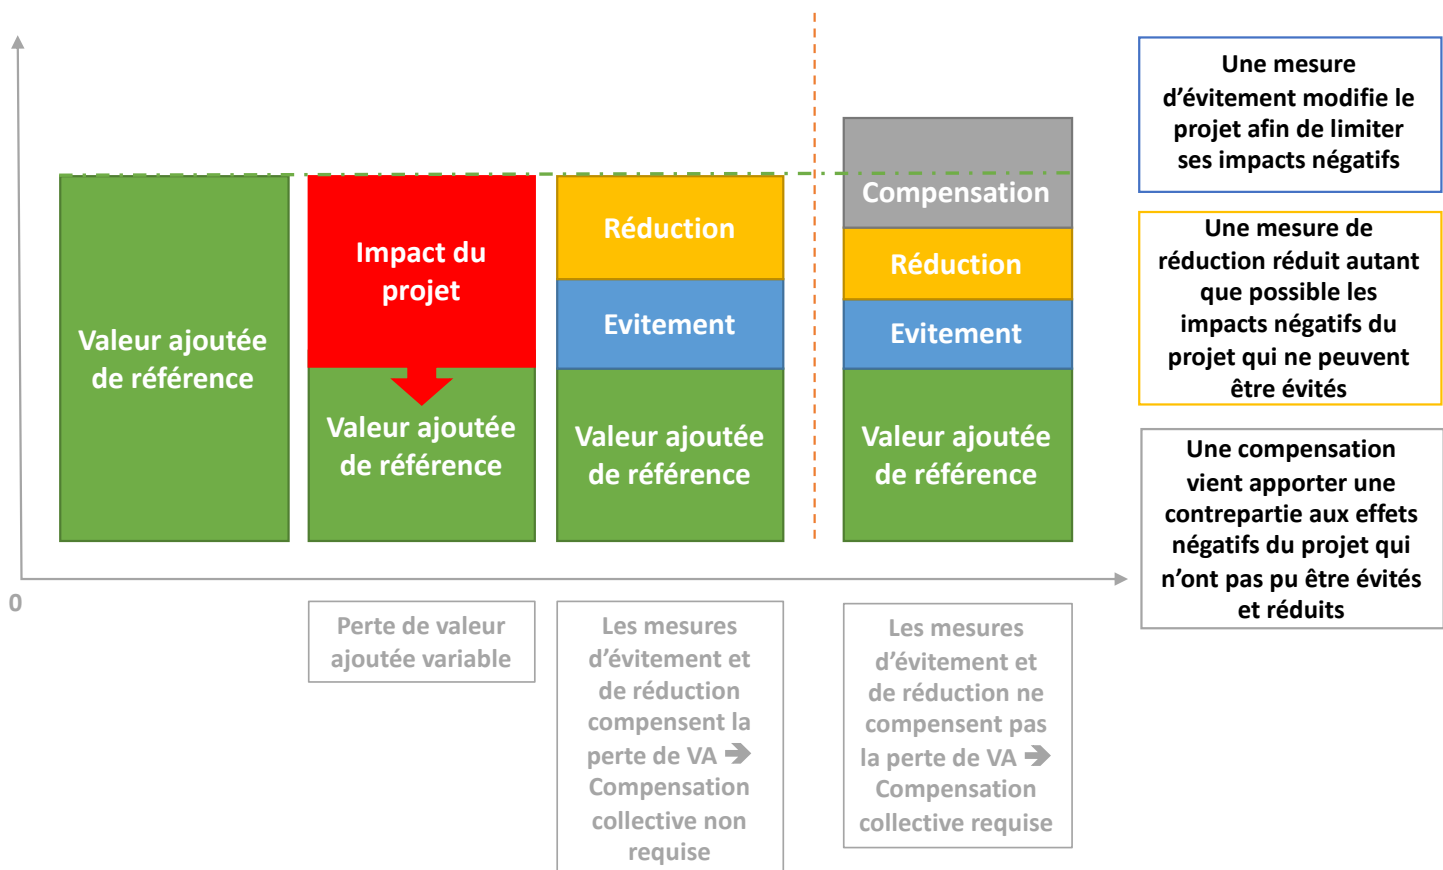 Valeur ajoutée
de référence
Impact du
projet
Valeur ajoutée
de référence
Réduction
Evitement
Valeur ajoutée
de référence
Compensation
Réduction
Evitement
Valeur ajoutée
de référence
0
Perte de valeur
ajoutée variable
Les mesures
d’évitement et
de réduction
compensent la
perte de VA ➔
Compensation
collective non
requise
Les mesures
d’évitement et
de réduction ne
compensent pas
la perte de VA ➔
Compensation
collective requise
Une mesure
d’évitement modifie le
projet afin de limiter
ses impacts négatifs
Une mesure de
réduction réduit autant
que possible les
impacts négatifs du
projet qui ne peuvent
être évités
Une compensation
vient apporter une
contrepartie aux effets
négatifs du projet qui
n’ont pas pu être évités
et réduits